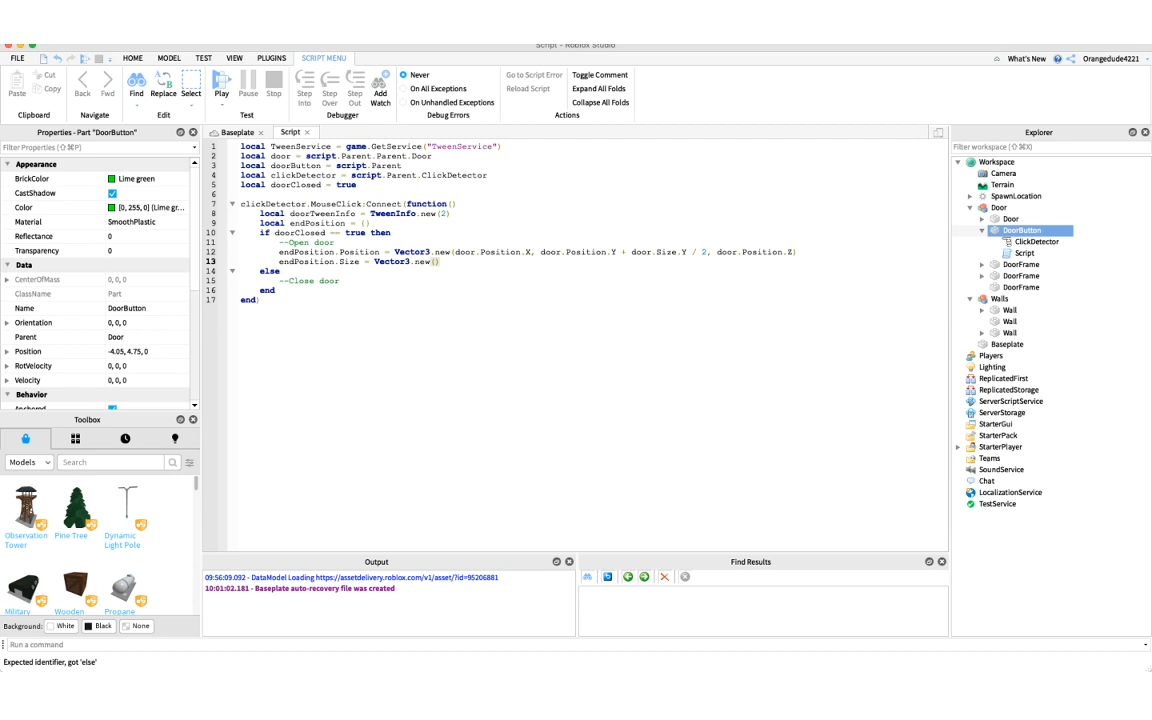 Script - Roblox Studio
FILE HOME MODEL TEST VIEW PLUGINS SCRIPT MENU What's New Orangedude4221
Paste Cut Copy Back Fwd Find Replace Select Play Pause Stop Step Into Step Over Step Out Add Watch
Never
On All Exceptions
On Unhandled Exceptions
Go to Script Error
Reload Script
Toggle Comment
Expand All Folds
Collapse All Folds
Clipboard Navigate Edit Test Debugger Debug Errors Actions
Properties - Part "DoorButton"
Filter Properties (⇧⌘P)
Appearance
BrickColor Lime green
CastShadow
Color [0, 255, 0] (Lime gr...
Material SmoothPlastic
Reflectance 0
Transparency 0
Data
CenterOfMass 0, 0, 0
ClassName Part
Name DoorButton
Orientation 0, 0, 0
Parent Door
Position -4.05, 4.75, 0
RotVelocity 0, 0, 0
Velocity 0, 0, 0
Behavior
Anchored
Toolbox
Models Search
Observation Tower
Pine Tree
Dynamic Light Pole
Military
Wooden
Propane
Background: White Black None
Baseplate × Script ×
1 local TweenService = game.GetService("TweenService")
2 local door = script.Parent.Parent.Door
3 local doorButton = script.Parent
4 local clickDetector = script.Parent.ClickDetector
5 local doorClosed = true
6
7 clickDetector.MouseClick:Connect(function()
8 local doorTweenInfo = TweenInfo.new(2)
9 local endPosition = {}
10 if doorClosed == true then
11 --Open door
12 endPosition.Position = Vector3.new(door.Position.X, door.Position.Y + door.Size.Y / 2, door.Position.Z)
13 endPosition.Size = Vector3.new()
14 else
15 --Close door
16 end
17 end)
Output
09:56:09.092 - DataModel Loading https://assetdelivery.roblox.com/v1/asset/?id=95206881
10:01:02.181 - Baseplate auto-recovery file was created
Find Results
Explorer
Filter workspace (⇧⌘X)
Workspace
Camera
Terrain
SpawnLocation
Door
Door
DoorButton
ClickDetector
Script
DoorFrame
DoorFrame
DoorFrame
Walls
Wall
Wall
Wall
Baseplate
Players
Lighting
ReplicatedFirst
ReplicatedStorage
ServerScriptService
ServerStorage
StarterGui
StarterPack
StarterPlayer
Teams
SoundService
Chat
LocalizationService
TestService
Run a command
Expected identifier, got 'else'